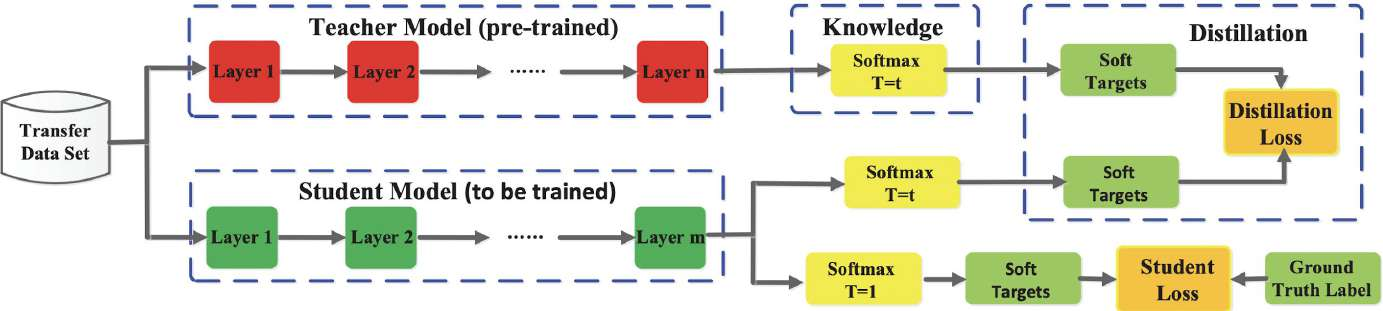 Teacher Model (pre-trained)
Knowledge
Distillation
Layer 1
Layer 2
······
Layer n
Softmax
T=t
Soft
Targets
Distillation
Loss
Transfer
Data Set
Student Model (to be trained)
Softmax
T=t
Soft
Targets
Layer 1
Layer 2
······
Layer m
Softmax
T=1
Soft
Targets
Student
Loss
Ground
Truth Label